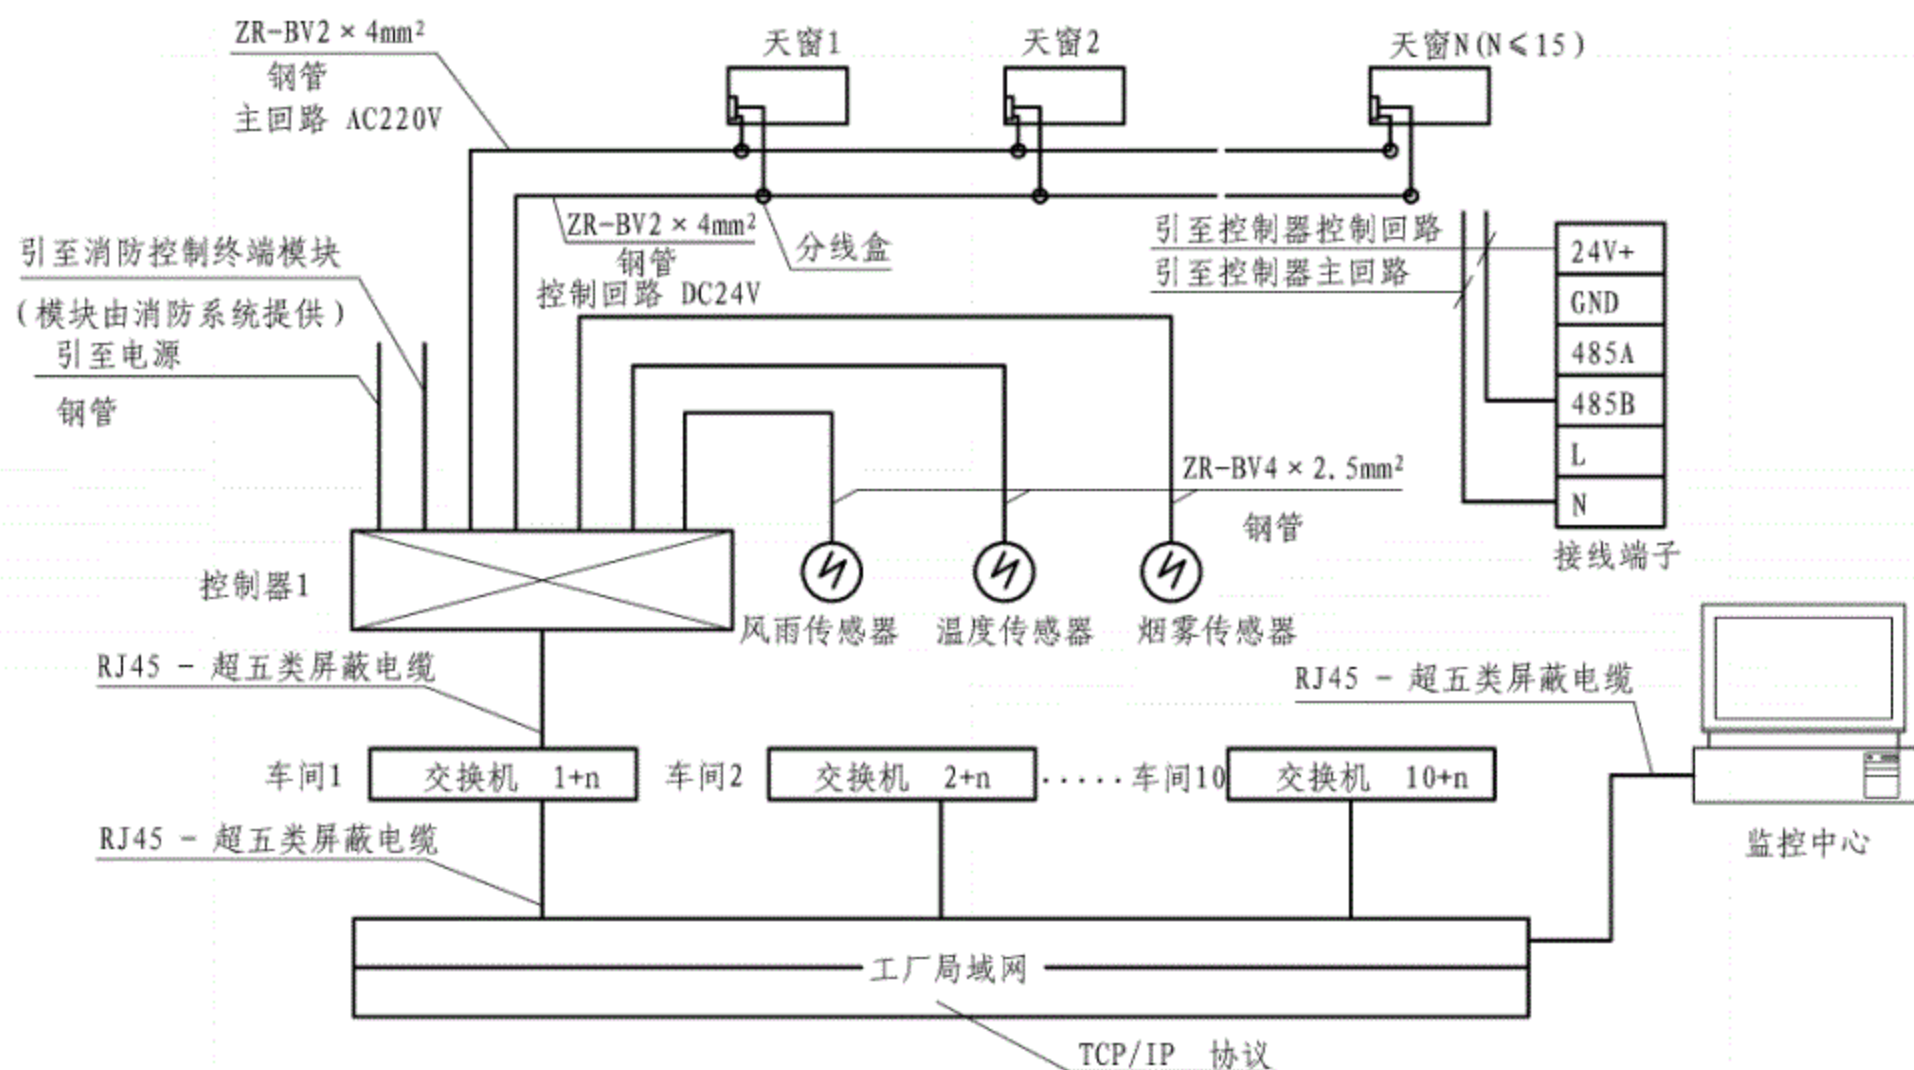 ZR-BV2×4mm²
钢管
主回路 AC220V
天窗1
天窗2
天窗N(N≤15)
ZR-BV2×4mm²
钢管
控制回路 DC24V
分线盒
引至控制器控制回路
引至控制器主回路
24V+
GND
485A
485B
L
N
接线端子
引至消防控制终端模块
(模块由消防系统提供)
引至电源
钢管
ZR-BV4×2.5mm²
钢管
控制器1
风雨传感器
温度传感器
烟雾传感器
RJ45 - 超五类屏蔽电缆
RJ45 - 超五类屏蔽电缆
车间1
交换机 1+n
车间2
交换机 2+n
·····车间10
交换机 10+n
监控中心
RJ45 - 超五类屏蔽电缆
工厂局域网
TCP/IP 协议